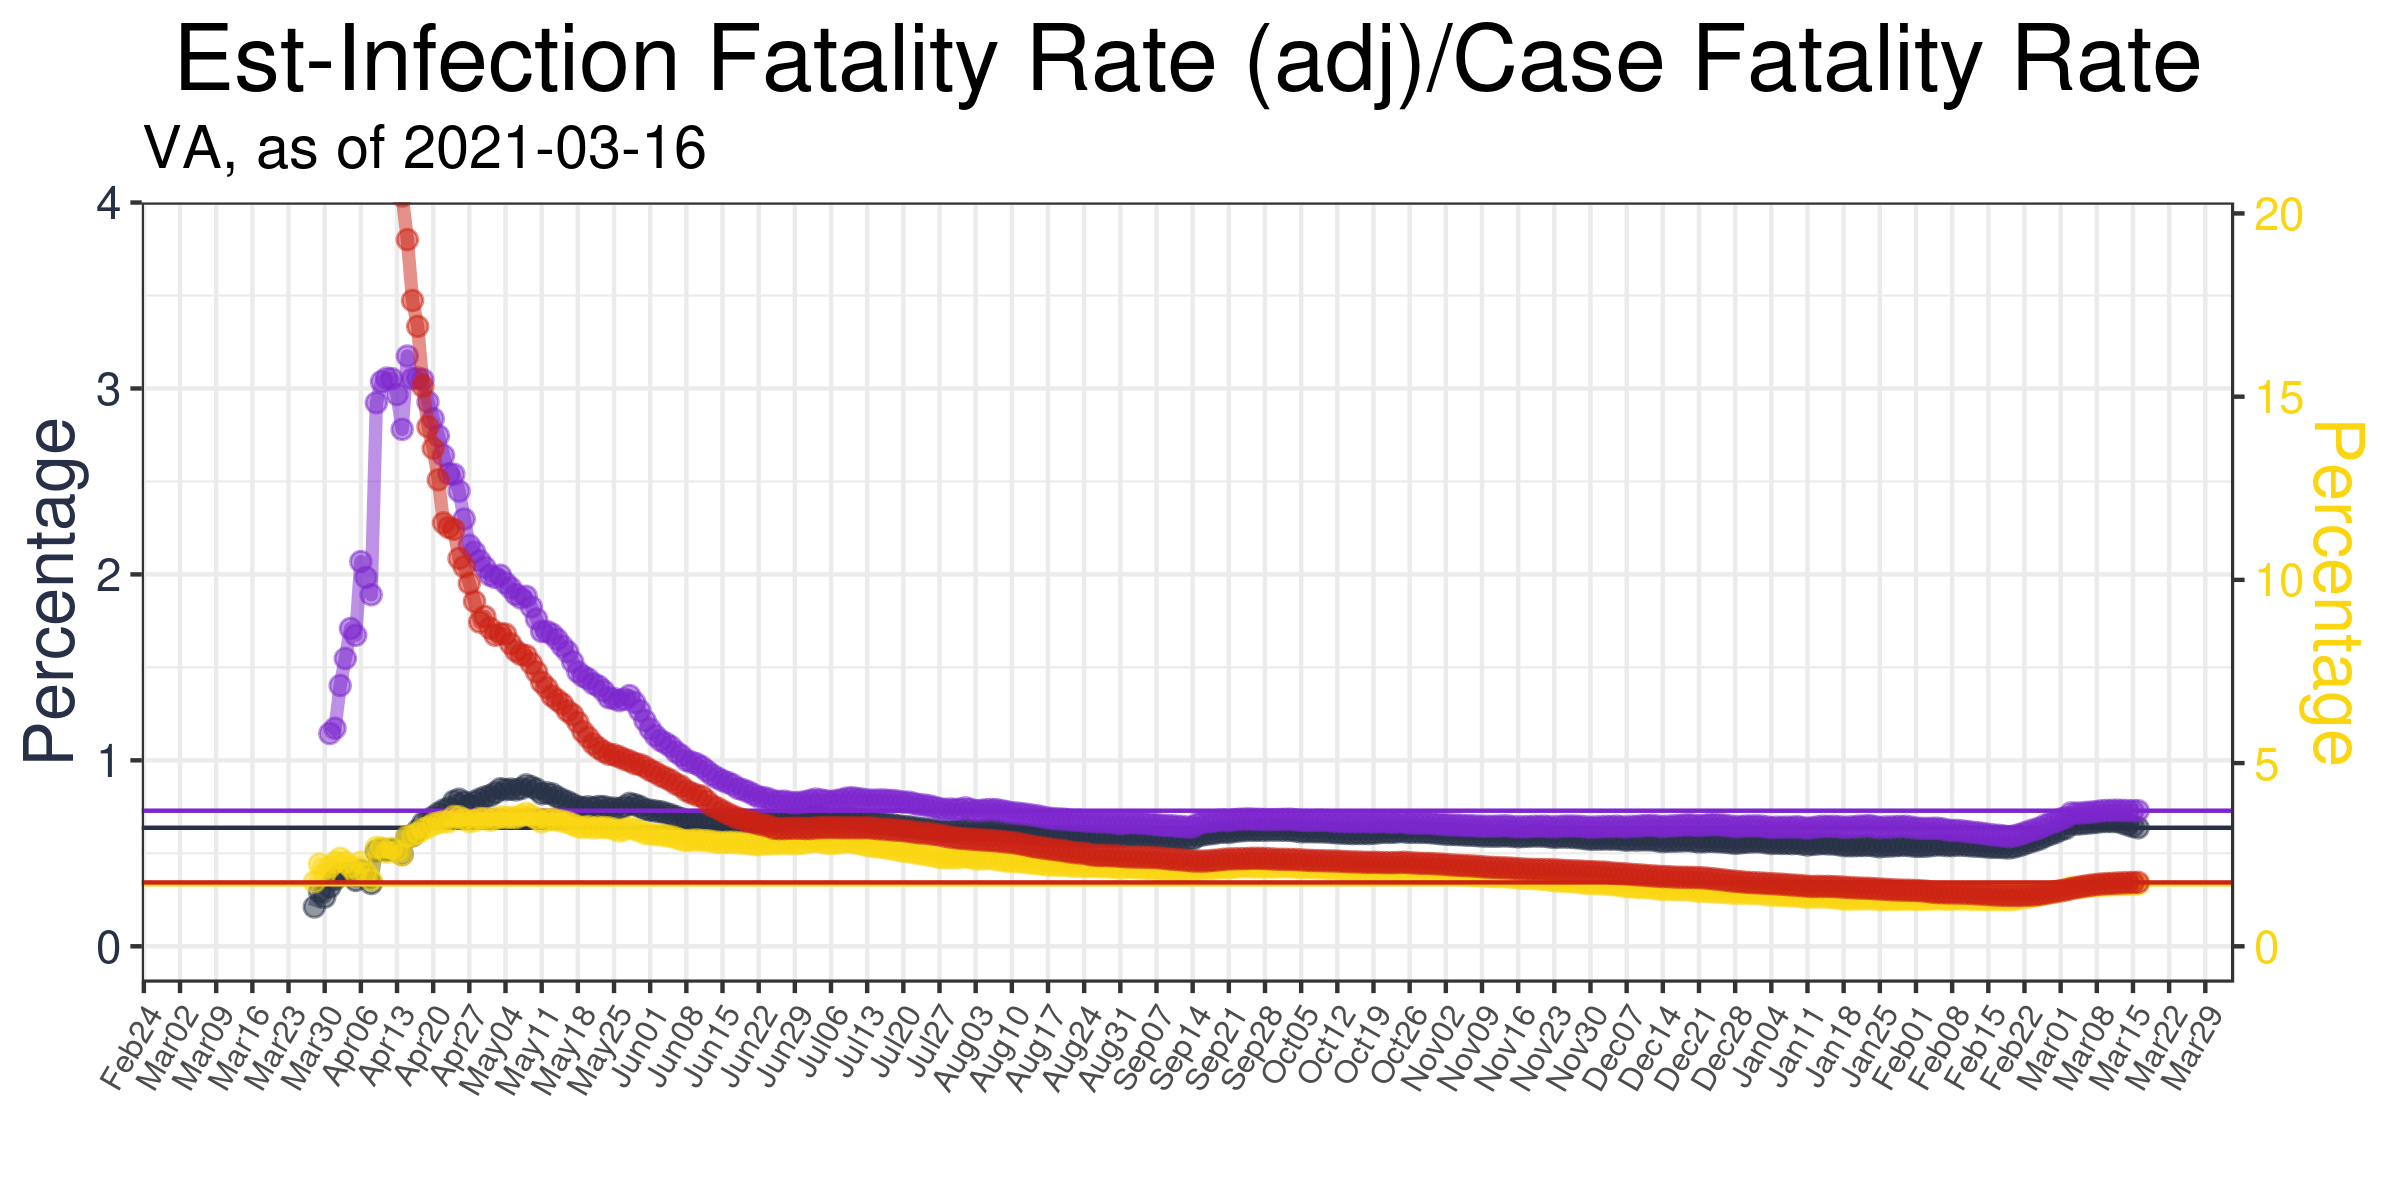 Est-Infection Fatality Rate (adj)/Case Fatality Rate
VA, as of 2021-03-16
Percentage
4
3
2
1
0
20
15
10
5
0
Percentage
Feb24
Mar02
Mar09
Mar16
Mar23
Mar30
Apr06
Apr13
Apr20
Apr27
May04
May11
May18
May25
Jun01
Jun08
Jun15
Jun22
Jun29
Jul06
Jul13
Jul20
Jul27
Aug03
Aug10
Aug17
Aug24
Aug31
Sep07
Sep14
Sep21
Sep28
Oct05
Oct12
Oct19
Oct26
Nov02
Nov09
Nov16
Nov23
Nov30
Dec07
Dec14
Dec21
Dec28
Jan04
Jan11
Jan18
Jan25
Feb01
Feb08
Feb15
Feb22
Mar01
Mar08
Mar15
Mar22
Mar29